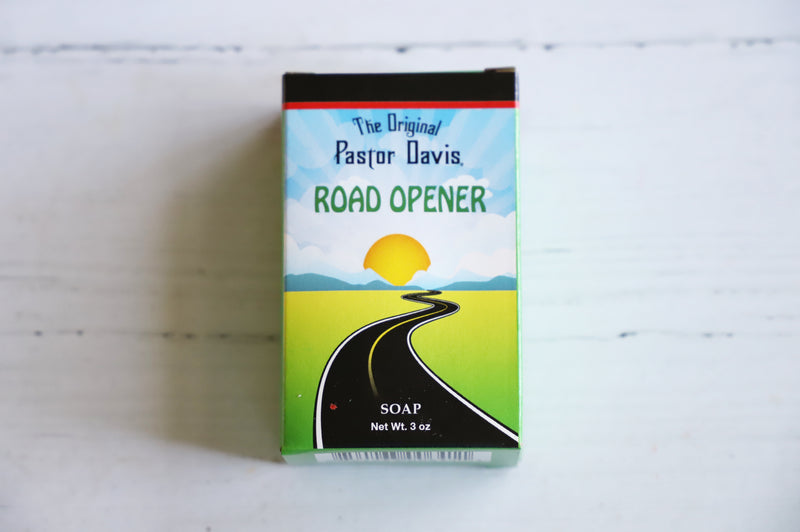 The Original
Pastor Davis®
ROAD OPENER
SOAP
Net Wt. 3 oz